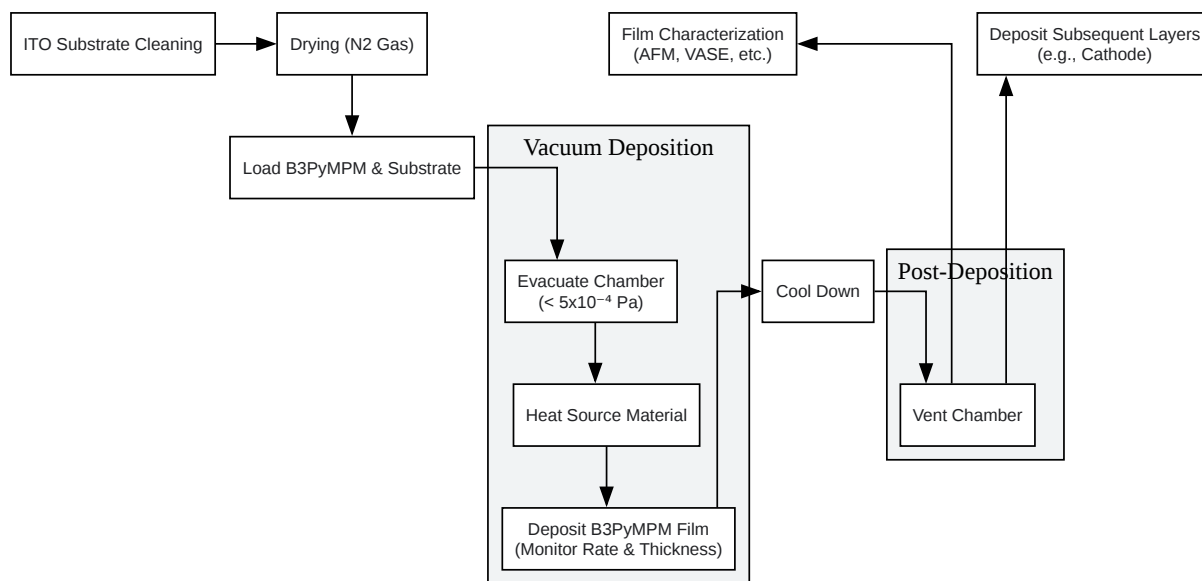 ITO Substrate Cleaning
Drying (N2 Gas)
Film Characterization
(AFM, VASE, etc.)
Deposit Subsequent Layers
(e.g., Cathode)
Load B3PyMPM & Substrate
Vacuum Deposition
Evacuate Chamber
(< 5x10⁻⁴ Pa)
Cool Down
Post-Deposition
Heat Source Material
Vent Chamber
Deposit B3PyMPM Film
(Monitor Rate & Thickness)